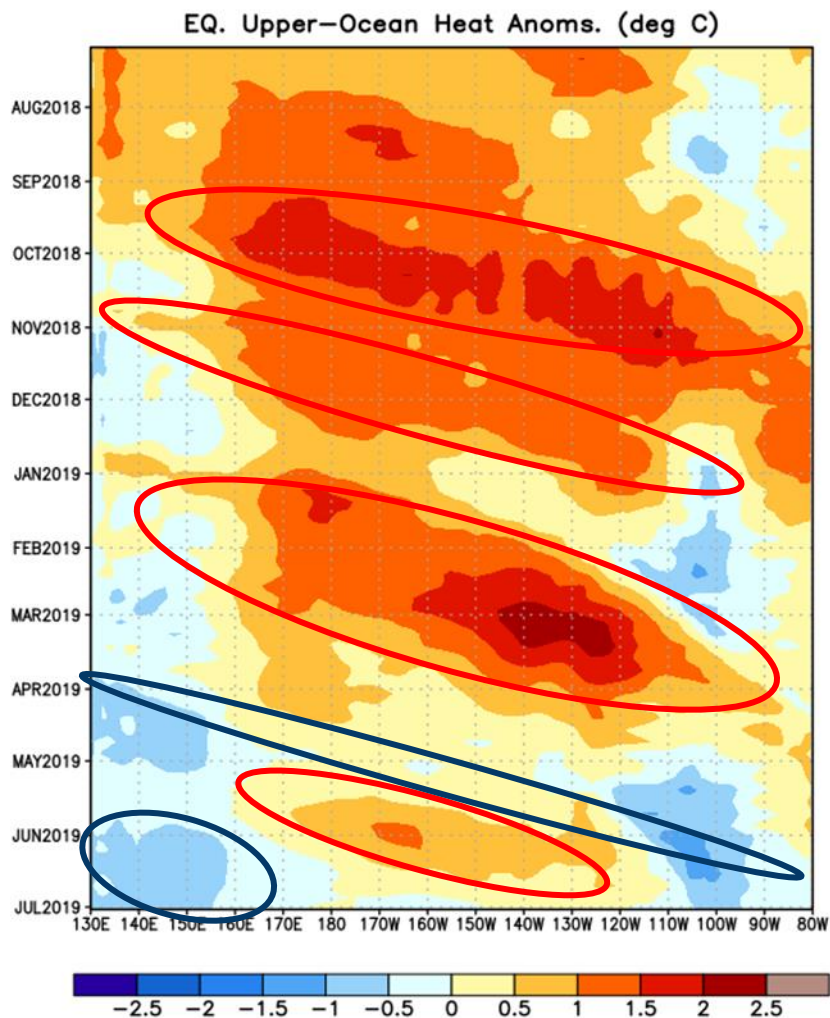 EQ. Upper-Ocean Heat Anoms. (deg C)
AUG2018
SEP2018
OCT2018
NOV2018
DEC2018
JAN2019
FEB2019
MAR2019
APR2019
MAY2019
JUN2019
JUL2019
130E 140E 150E 160E 170E 180 170W 160W 150W 140W 130W 120W 110W 100W 90W 80W
-2.5 -2 -1.5 -1 -0.5 0 0.5 1 1.5 2 2.5